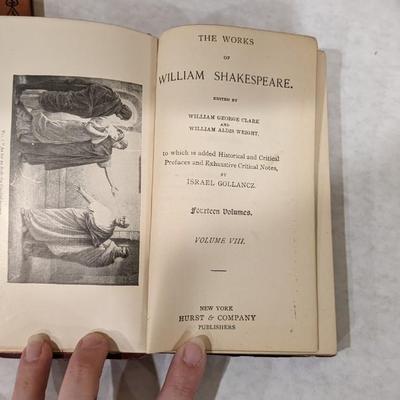 THE WORKS
OF
WILLIAM SHAKESPEARE.
EDITED BY
WILLIAM GEORGE CLARK
AND
WILLIAM ALDIS WRIGHT.
to which is added Historical and Critical
Prefaces and Exhaustive Critical Notes,
BY
ISRAEL GOLLANCZ.
Fourteen Volumes.
VOLUME VIII.
NEW YORK
HURST & COMPANY
PUBLISHERS